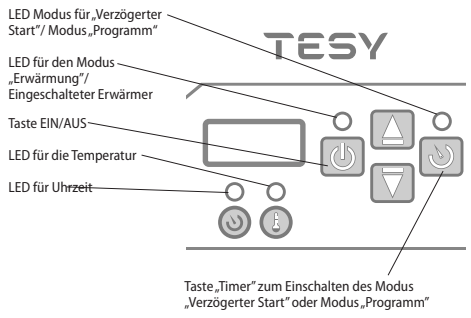 LED Modus für „Verzögerter
Start”/ Modus „Programm“
TESY
LED für den Modus
„Erwärmung”/
Eingeschalteter Erwärmer
Taste EIN/AUS
LED für die Temperatur
LED für Uhrzeit
Taste „Timer” zum Einschalten des Modus
„Verzögerter Start” oder Modus „Programm”